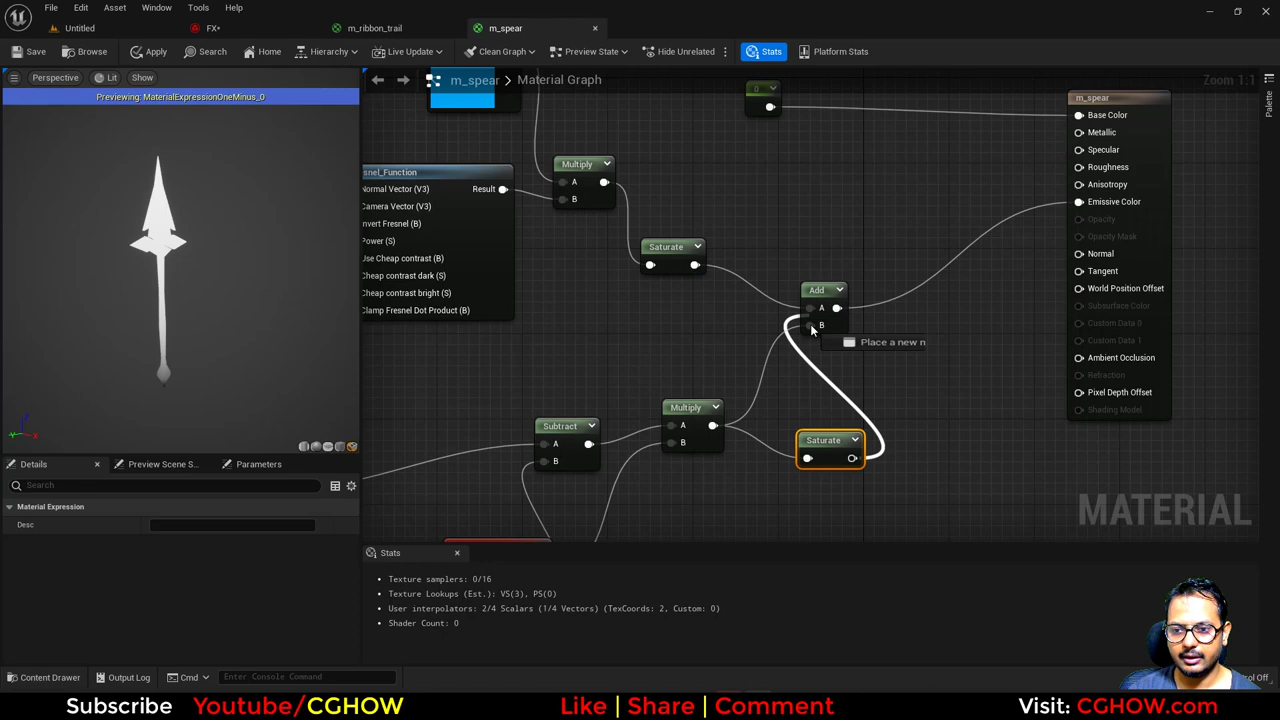 File Edit Asset Window Tools Help
Untitled FX* m_ribbon_trail m_spear
Save Browse Apply Search Home Hierarchy Live Update Clean Graph Preview State Hide Unrelated Stats Platform Stats
Perspective Lit Show
m_spear > Material Graph
Zoom 1:1
Palette
Previewing: MaterialExpressionOneMinus_0
0
m_spear
Base Color
Metallic
Specular
Roughness
Anisotropy
Emissive Color
Opacity
Opacity Mask
Normal
Tangent
World Position Offset
Subsurface Color
Custom Data 0
Custom Data 1
Ambient Occlusion
Refraction
Pixel Depth Offset
Shading Model
snel_Function
Normal Vector (V3) Result
Camera Vector (V3)
nvert Fresnel (B)
Power (S)
Use Cheap contrast (B)
Cheap contrast dark (S)
Cheap contrast bright (S)
Clamp Fresnel Dot Product (B)
Multiply
A
B
Saturate
Add
A
B
Place a new n
Subtract
A
B
Multiply
A
B
Saturate
MATERIAL
Details Preview Scene S... Parameters
Search
Material Expression
Desc
Stats
Texture samplers: 0/16
Texture Lookups (Est.): VS(3), PS(0)
User interpolators: 2/4 Scalars (1/4 Vectors) (TexCoords: 2, Custom: 0)
Shader Count: 0
Content Drawer Output Log Cmd Enter Console Command
Subscribe Youtube/CGHOW Like | Share | Comment Visit: CGHOW.com